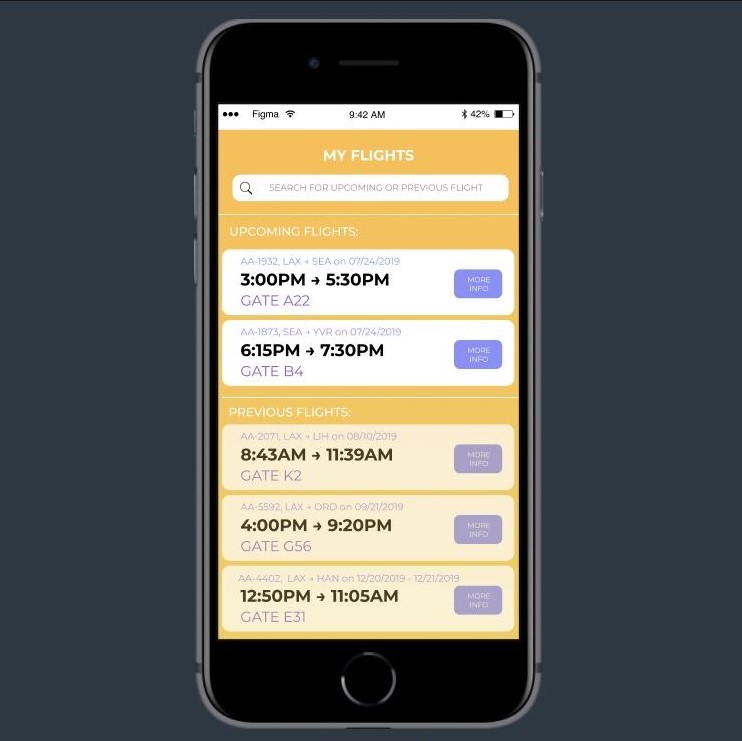 Figma 9:42 AM 42%
MY FLIGHTS
SEARCH FOR UPCOMING OR PREVIOUS FLIGHT
UPCOMING FLIGHTS:
AA-1932, LAX → SEA on 07/24/2019
3:00PM → 5:30PM
GATE A22
MORE
INFO
AA-1873, SEA → YVR on 07/24/2019
6:15PM → 7:30PM
GATE B4
MORE
INFO
PREVIOUS FLIGHTS:
AA-2071, LAX → LIH on 08/10/2019
8:43AM → 11:39AM
GATE K2
MORE
INFO
AA-5592, LAX → ORD on 09/21/2019
4:00PM → 9:20PM
GATE G56
MORE
INFO
AA-4402, LAX → HAN on 12/20/2019 - 12/21/2019
12:50PM → 11:05AM
GATE E31
MORE
INFO